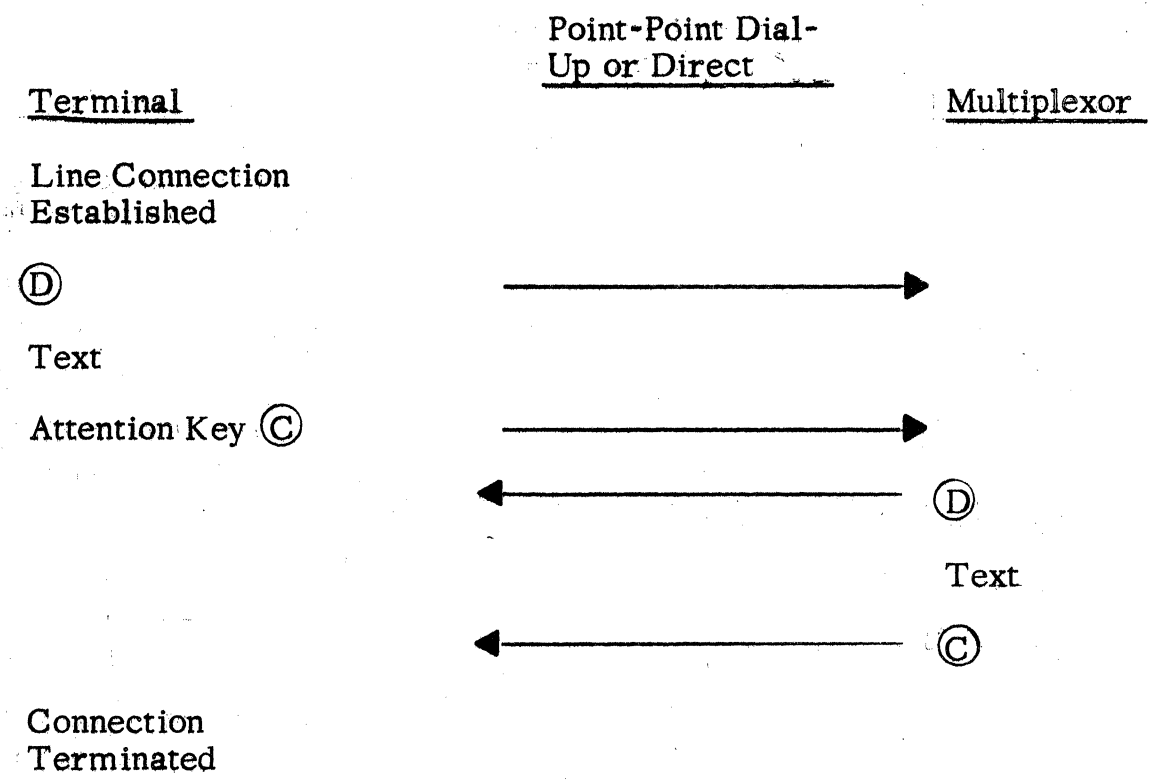 Point-Point Dial-
Up or Direct
Terminal
Multiplexor
Line Connection
Established
Ⓓ
Text
Attention Key Ⓒ
Ⓓ
Text
Ⓒ
Connection
Terminated